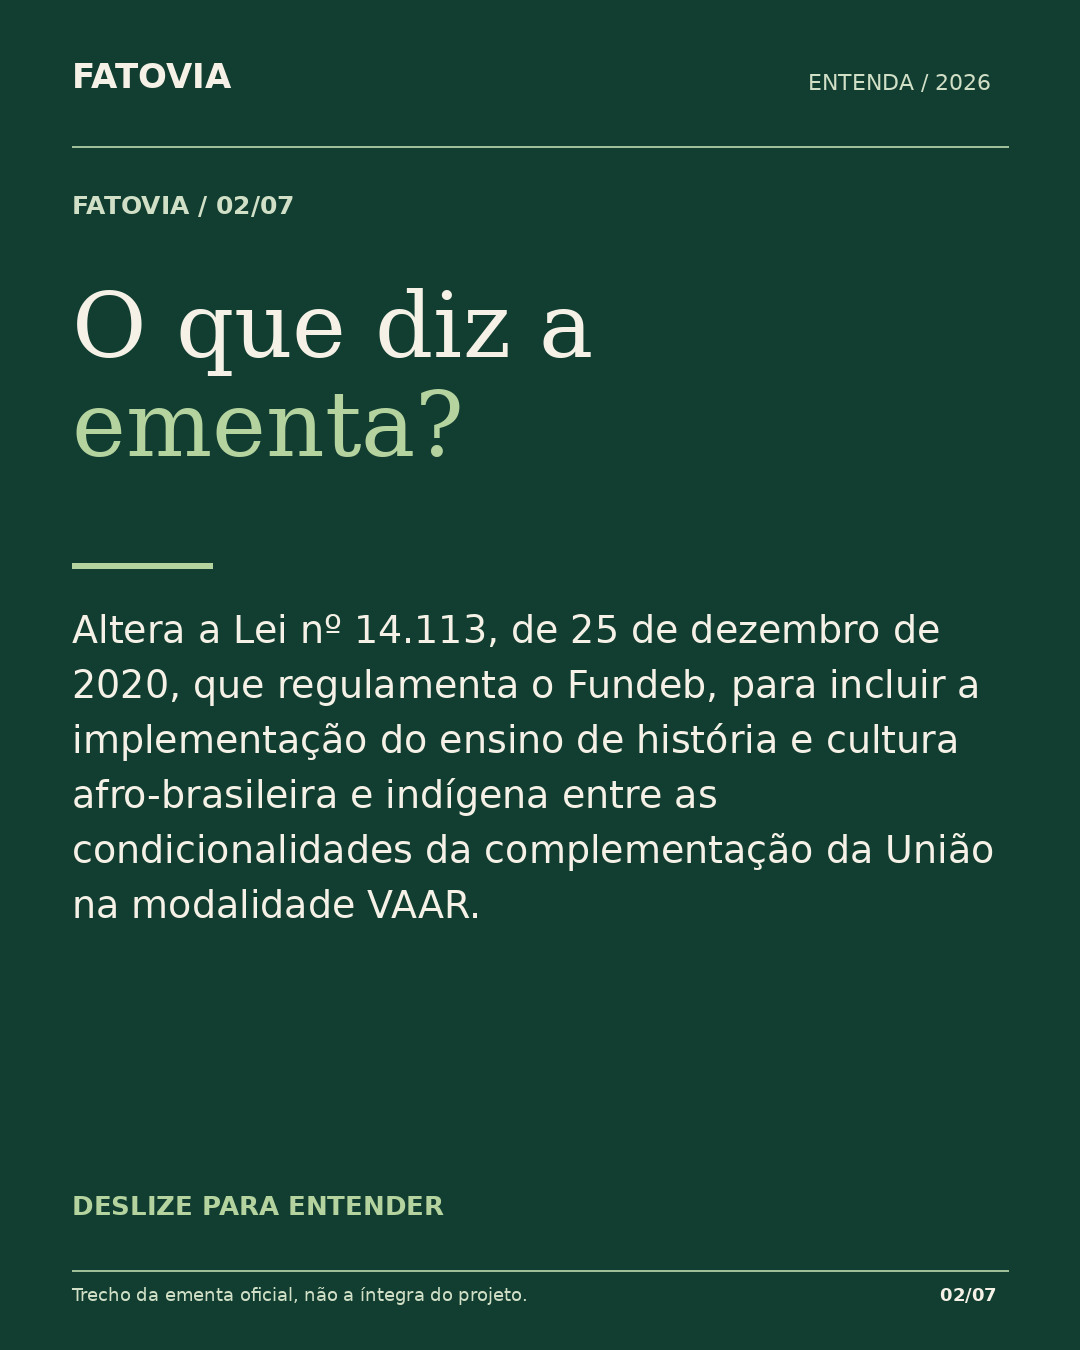 FATOVIA
ENTENDA / 2026
FATOVIA / 02/07
O que diz a
ementa?
Altera a Lei nº 14.113, de 25 de dezembro de
2020, que regulamenta o Fundeb, para incluir a
implementação do ensino de história e cultura
afro-brasileira e indígena entre as
condicionalidades da complementação da União
na modalidade VAAR.
DESLIZE PARA ENTENDER
Trecho da ementa oficial, não a íntegra do projeto.
02/07